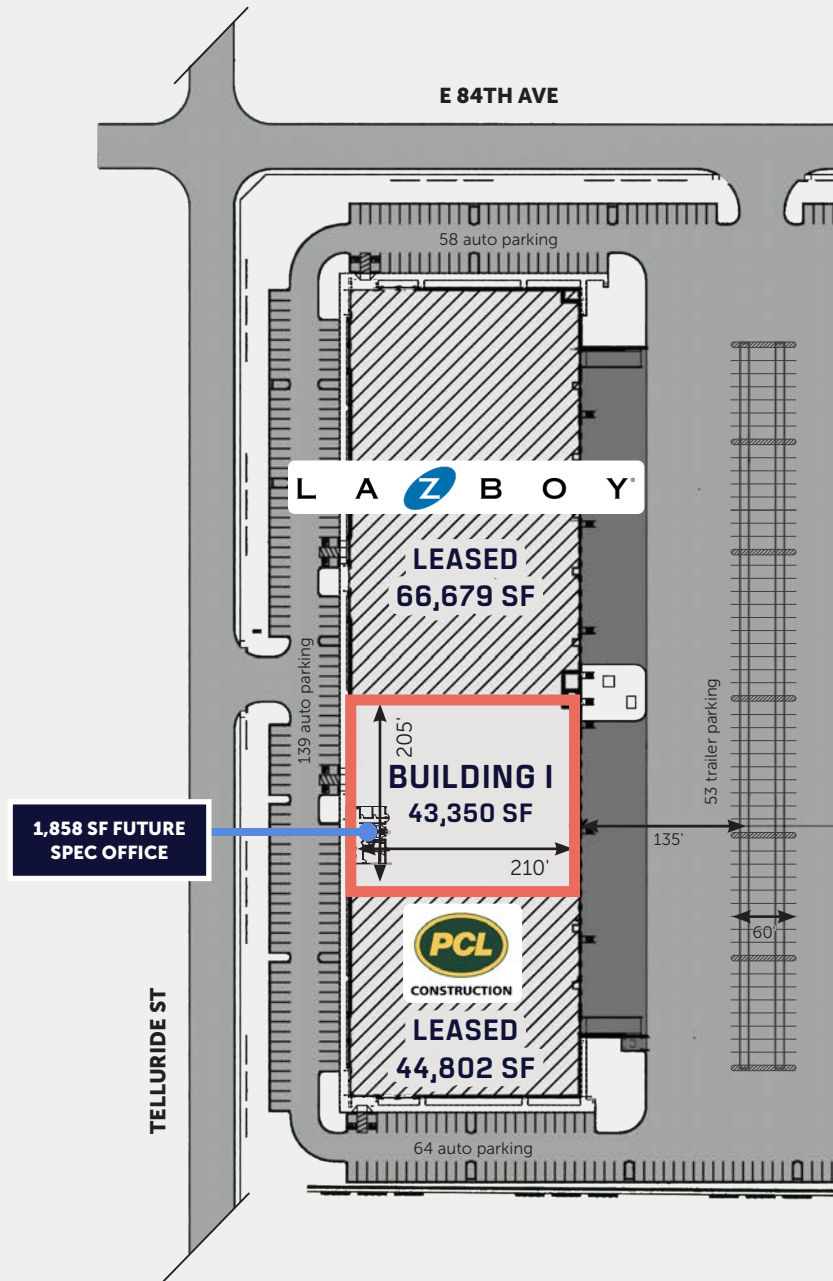 E 84TH AVE
58 auto parking
LAZBOY®
LEASED
66,679 SF
139 auto parking
205'
53 trailer parking
BUILDING I
43,350 SF
1,858 SF FUTURE
SPEC OFFICE
135'
210'
60'
PCL
CONSTRUCTION
LEASED
44,802 SF
TELLURIDE ST
64 auto parking